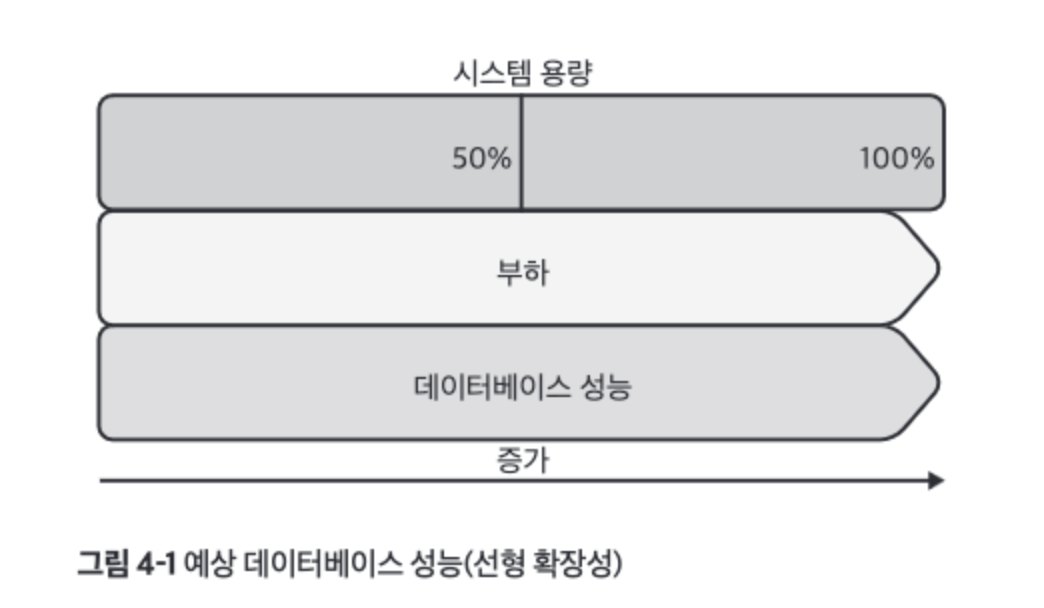 시스템 용량
50%
100%
부하
데이터베이스 성능
증가
그림 4-1 예상 데이터베이스 성능(선형 확장성)